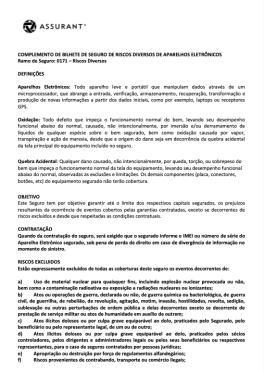 ASSURANT®
COMPLEMENTO DE BILHETE DE SEGURO DE RISCOS DIVERSOS DE APARELHOS ELETRÔNICOS
Ramo de Seguro: 0171 – Riscos Diversos
DEFINIÇÕES
Aparelhos Eletrônicos: Todo aparelho leve e portátil que manipulam dados através de um
microprocessador, que abrange a entrada, verificação, armazenamento, recuperação, transformação e
produção de novas informações a partir dos dados iniciais, como por exemplo, laptops ou receptores
GPS.
Oxidação: Todo defeito que impeça o funcionamento normal do bem, levando seu desempenho
funcional abaixo do normal, causado, não intencionalmente, por imersão e/ou derramamento de
líquidos de qualquer espécie sobre o bem segurado, bem como oxidação causada por vapor,
transpiração e ação de maresia, desde que a origem do dano seja em decorrência da quebra acidental
da tela principal do equipamento incluído no seguro.
Quebra Acidental: Qualquer dano causado, não intencionalmente, por queda, torção, ou sobrepeso do
bem que impeça o funcionamento normal da tela do equipamento, levando seu desempenho funcional
abaixo do normal, observadas as exclusões e limitações. Os demais componentes (placa, conectores,
botões, etc) do equipamento segurado não terão cobertura.
OBJETIVO
Este Seguro tem por objetivo garantir até o limite dos respectivos capitais segurados, os prejuízos
resultantes da ocorrência de eventos cobertos pelas garantias contratadas, exceto se decorrentes de
riscos excluídos e desde que respeitadas as condições contratuais.
CONTRATAÇÃO
Quando da contratação do seguro, será exigido que o segurado informe o IMEI ou número de série do
Aparelho Eletrônico segurado, sob pena de perda de direito em caso de divergência de informação no
momento do sinistro.
RISCOS EXCLUÍDOS
Estão expressamente excluídos de todas as coberturas deste seguro os eventos decorrentes de:
a) Uso de material nuclear para quaisquer fins, incluindo explosão nuclear provocada ou não,
bem como a contaminação radioativa ou exposição a radiações nucleares ou ionizantes;
b) Atos ou operações de guerra, declarada ou não, de guerra química ou bacteriológica, de guerra
civil, de guerrilha, de rebelião, de revolução, agitação, motim, invasão, hostilidades, revolta, sedição,
sublevação ou outras perturbações de ordem pública e delas decorrentes exceto se decorrerem de
prestação de serviço militar ou atos de humanidade em auxílio de outrem;
c) Atos ilícitos dolosos ou por culpa grave equiparável ao dolo, praticados pelo Segurado, pelo
beneficiário ou pelo representante legal, de um ou de outro;
d) Atos ilícitos dolosos ou por culpa grave equiparável ao dolo, praticados pelos sócios
controladores, pelos dirigentes e administradores legais ou pelos seus beneficiários ou respectivos
representantes, para o caso de seguros contratados por pessoa jurídica;
e) Apropriação ou destruição por força de regulamentos alfandegários;
f) Riscos provenientes de contrabando, transporte ou comércio ilegais;